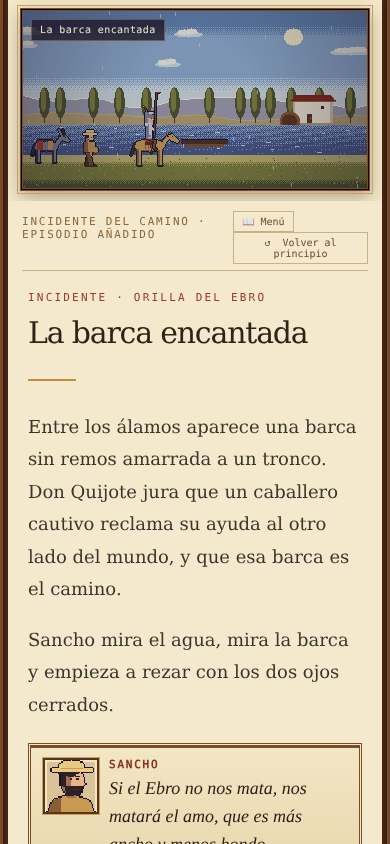 La barca encantada
INCIDENTE DEL CAMINO ·
EPISODIO AÑADIDO
📖 Menú
↺ Volver al
principio
INCIDENTE · ORILLA DEL EBRO
La barca encantada
Entre los álamos aparece una barca
sin remos amarrada a un tronco.
Don Quijote jura que un caballero
cautivo reclama su ayuda al otro
lado del mundo, y que esa barca es
el camino.
Sancho mira el agua, mira la barca
y empieza a rezar con los dos ojos
cerrados.
SANCHO
Si el Ebro no nos mata, nos
matará el amo, que es más
ancho y menos hondo.